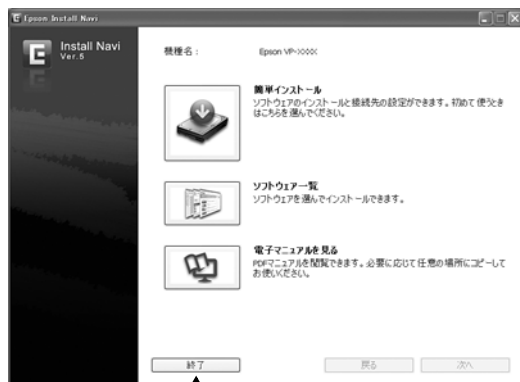 Epson Install Navi
Install Navi
Ver.5
機種名:
Epson VP-XXXX
簡単インストール
ソフトウェアのインストールと接続先の設定ができます。初めて使うとき
はこちらを選んでください。
ソフトウェア一覧
ソフトウェアを選んでインストールできます。
電子マニュアルを見る
PDFマニュアルを閲覧できます。必要に応じて任意の場所にコピーして
お使いください。
終了
戻る
次へ